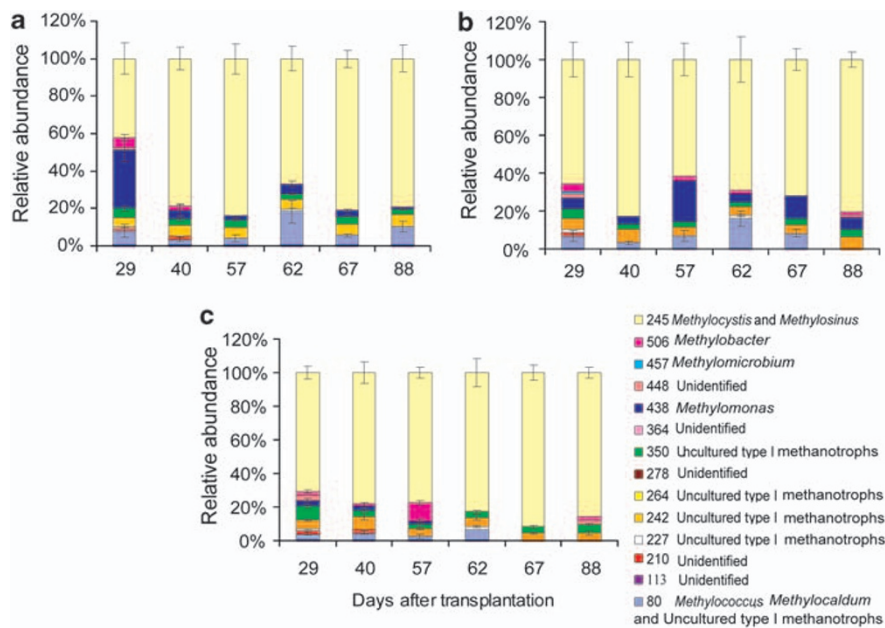 a
120%
100%
80%
60%
40%
20%
0%
Relative abundance
29 40 57 62 67 88
b
120%
100%
80%
60%
40%
20%
0%
Relative abundance
29 40 57 62 67 88
c
120%
100%
80%
60%
40%
20%
0%
Relative abundance
29 40 57 62 67 88
Days after transplantation
245 Methylocystis and Methylosinus
506 Methylobacter
457 Methylomicrobium
448 Unidentified
438 Methylomonas
364 Unidentified
350 Uncultured type I methanotrophs
278 Unidentified
264 Uncultured type I methanotrophs
242 Uncultured type I methanotrophs
227 Uncultured type I methanotrophs
210 Unidentified
113 Unidentified
80 Methylococcus, Methylocaldum
and Uncultured type I methanotrophs